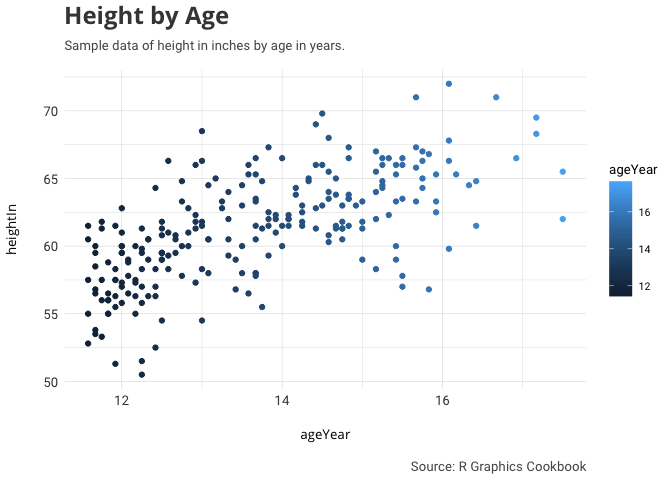 Height by Age
Sample data of height in inches by age in years.
heightIn
70
65
60
55
50
12
14
16
ageYear
ageYear
16
14
12
Source: R Graphics Cookbook